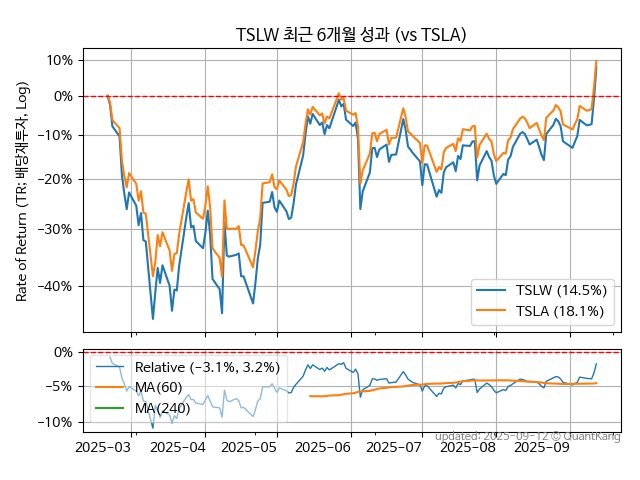 TSLW 최근 6개월 성과 (vs TSLA)
Rate of Return (TR: 배당재투자, Log)
10%
0%
−10%
−20%
−30%
−40%
TSLW (14.5%)
TSLA (18.1%)
0%
−5%
−10%
Relative (−3.1%, 3.2%)
MA(60)
MA(240)
2025-03
2025-04
2025-05
2025-06
2025-07
2025-08
2025-09
updated: 2025-09-12 © QuantKang